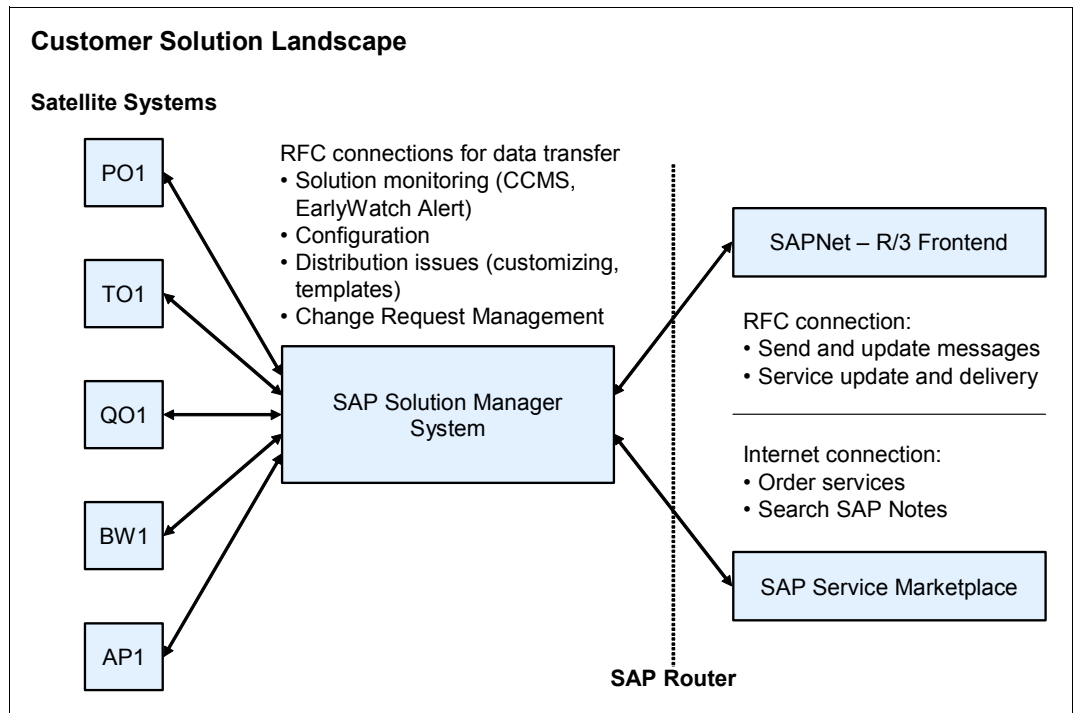 Customer Solution Landscape
Satellite Systems
PO1
TO1
QO1
BW1
AP1
RFC connections for data transfer
• Solution monitoring (CCMS,
EarlyWatch Alert)
• Configuration
• Distribution issues (customizing,
templates)
• Change Request Management
SAP Solution Manager
System
SAP Router
SAPNet – R/3 Frontend
RFC connection:
• Send and update messages
• Service update and delivery
Internet connection:
• Order services
• Search SAP Notes
SAP Service Marketplace